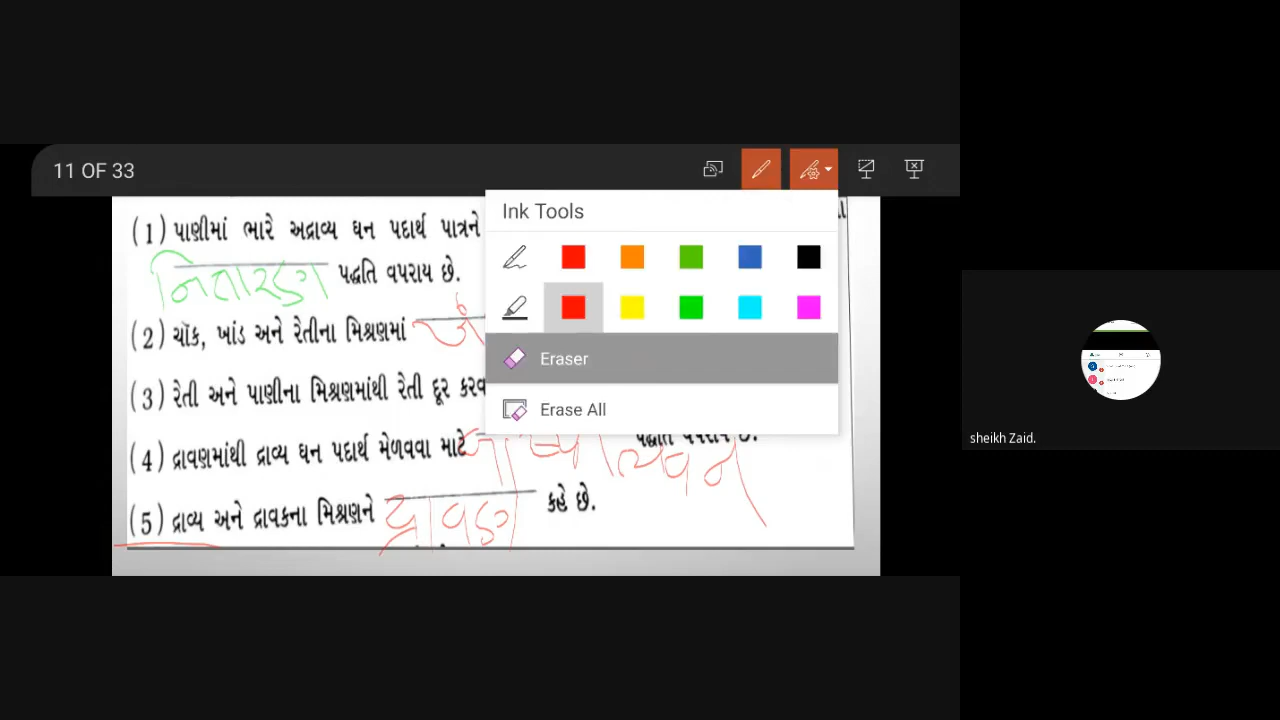 11 OF 33
Ink Tools
Eraser
Erase All
(1) પાણીમાં ભારે અદ્રાવ્ય ઘન પદાર્થ પાત્રને
નિતારણ પદ્ધતિ વપરાય છે.
(2) ચૉક, ખાંડ અને રેતીના મિશ્રણમાં
(3) રેતી અને પાણીના મિશ્રણમાંથી રેતી દૂર કરવ
(4) દ્રાવણમાંથી દ્રાવ્ય ઘન પદાર્થ મેળવવા માટે બાષ્પીભવન પદ્ધતિ વપરાય છે.
(5) દ્રાવ્ય અને દ્રાવકના મિશ્રણને દ્રાવણ કહે છે.
sheikh Zaid.